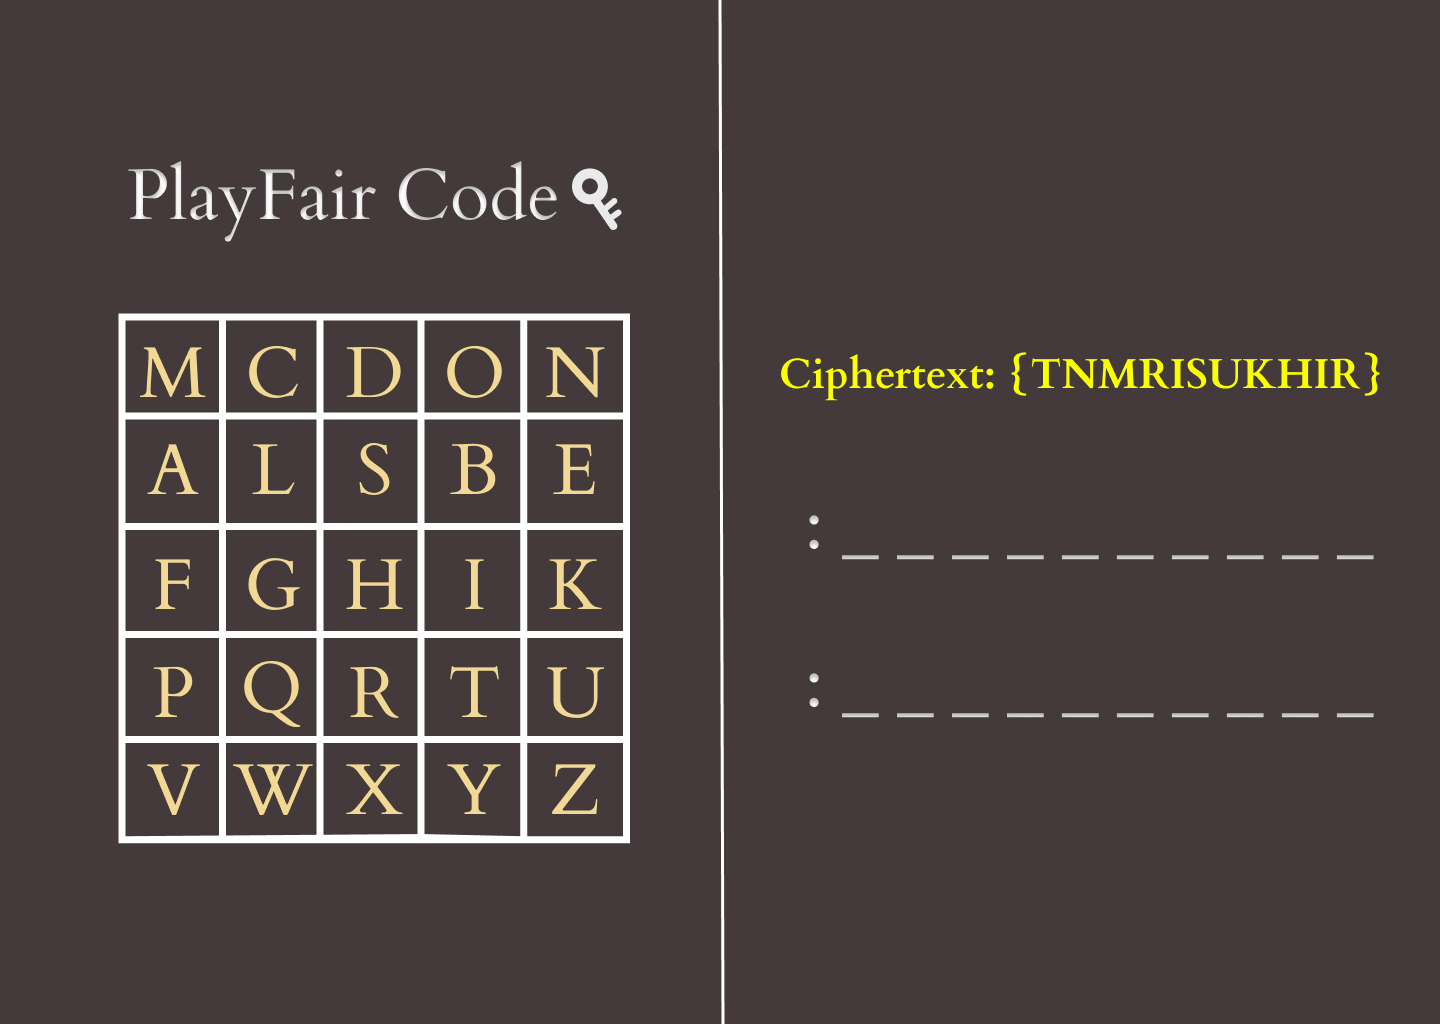 PlayFair Code
M C D O N
A L S B E
F G H I K
P Q R T U
V W X Y Z
Ciphertext: {TNMRISUKHIR}
: _ _ _ _ _ _ _ _ _ _
: _ _ _ _ _ _ _ _ _ _